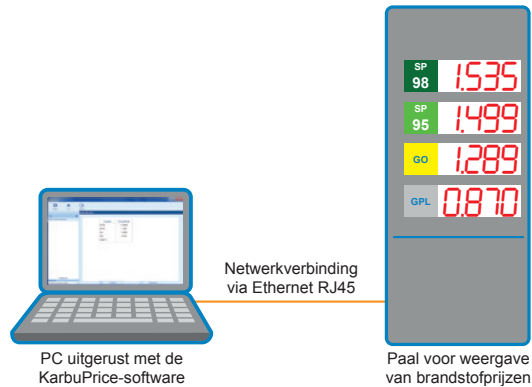 SP
98 1.535
SP
95 1.499
GO 1.289
GPL 0.870
Netwerkverbinding
via Ethernet RJ45
PC uitgerust met de
KarbuPrice-software
Paal voor weergave
van brandstofprijzen